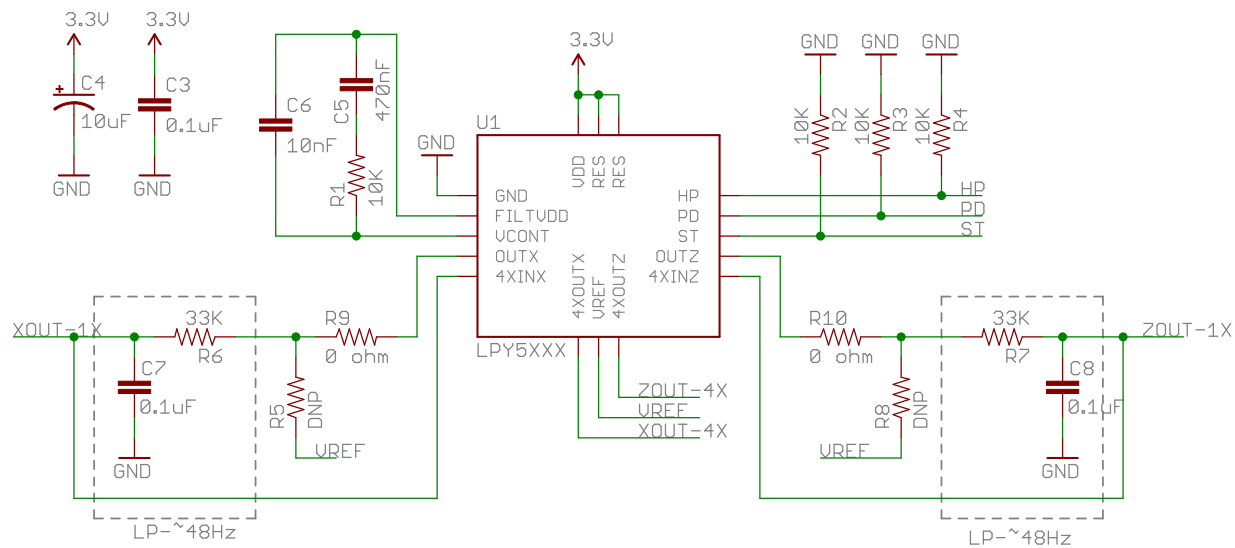 3.3V
3.3V
C4
10uF
GND
C3
0.1uF
GND
C6
10nF
C5
470nF
R1
10K
GND
3.3V
U1
VDD
RES
RES
GND
FILTVDD
VCONT
OUTX
4XINX
HP
PD
ST
OUTZ
4XINZ
4XOUTX
VREF
4XOUTZ
LPY5XXX
GND
GND
GND
10K
R2
10K
R3
10K
R4
HP
PD
ST
XOUT-1X
33K
R6
C7
0.1uF
GND
R9
0 ohm
R5
DNP
VREF
LP-~48Hz
ZOUT-4X
VREF
XOUT-4X
R10
0 ohm
R8
DNP
VREF
33K
R7
C8
0.1uF
GND
ZOUT-1X
LP-~48Hz